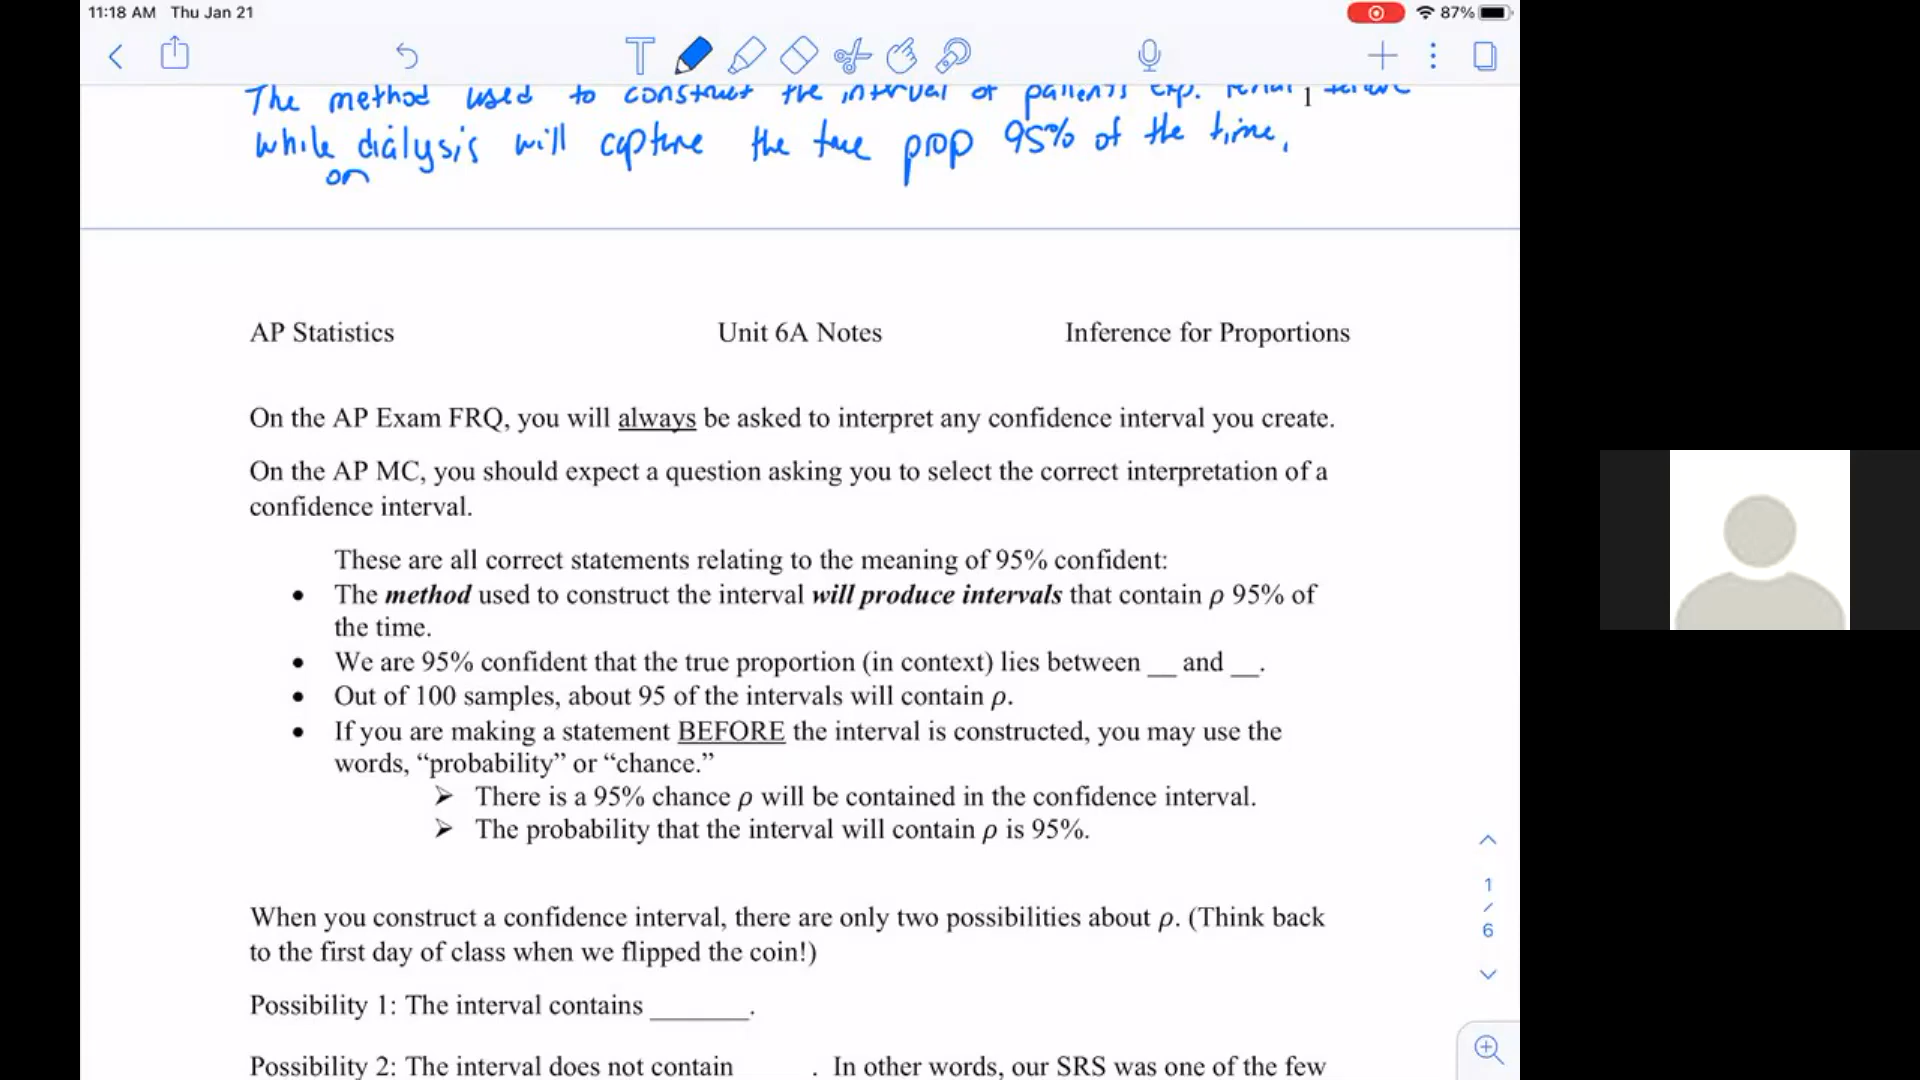 11:18 AM Thu Jan 21
87%
The method used to construct the interval of patients exp.
1
while dialysis will capture the true prop 95% of the time.
on
AP Statistics Unit 6A Notes Inference for Proportions
On the AP Exam FRQ, you will always be asked to interpret any confidence interval you create.
On the AP MC, you should expect a question asking you to select the correct interpretation of a
confidence interval.
These are all correct statements relating to the meaning of 95% confident:
• The method used to construct the interval will produce intervals that contain ρ 95% of
the time.
• We are 95% confident that the true proportion (in context) lies between __ and __.
• Out of 100 samples, about 95 of the intervals will contain ρ.
• If you are making a statement BEFORE the interval is constructed, you may use the
words, “probability” or “chance.”
➢ There is a 95% chance ρ will be contained in the confidence interval.
➢ The probability that the interval will contain ρ is 95%.
When you construct a confidence interval, there are only two possibilities about ρ. (Think back
to the first day of class when we flipped the coin!)
Possibility 1: The interval contains _______.
Possibility 2: The interval does not contain . In other words, our SRS was one of the few
1
/
6